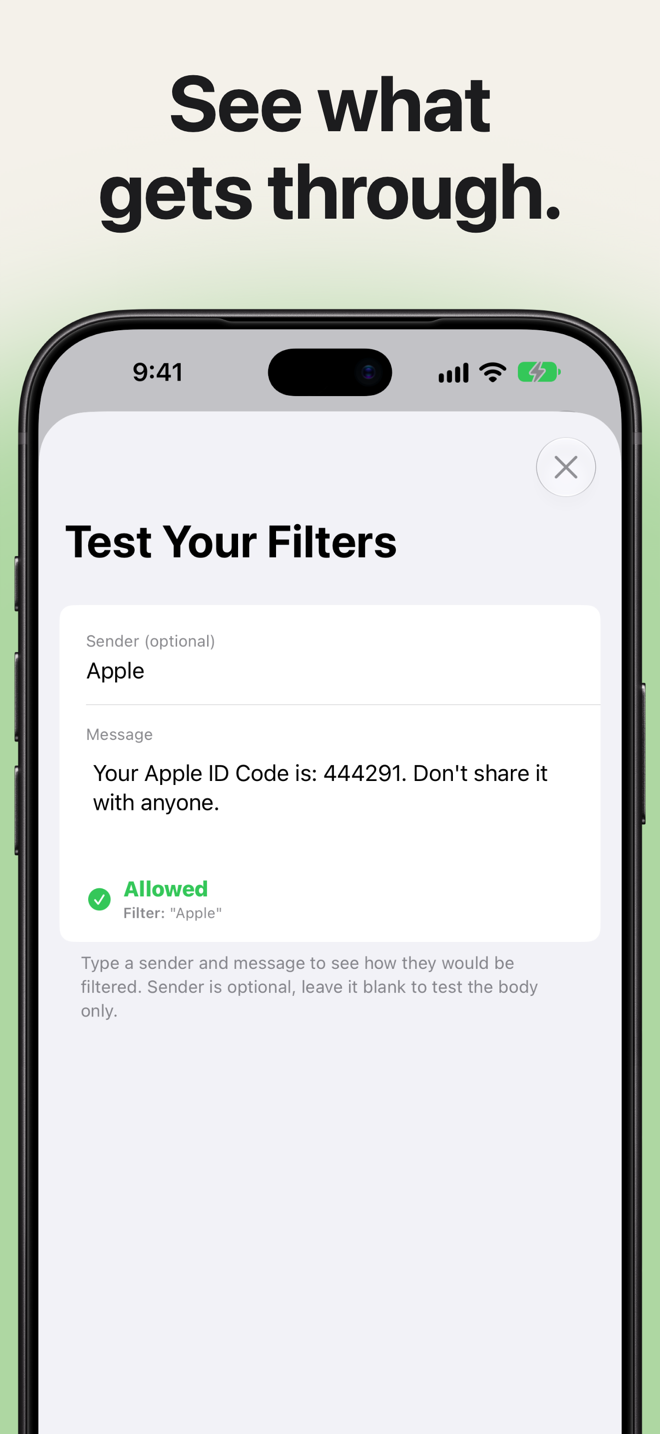 See what
gets through.
9:41
Test Your Filters
Sender (optional)
Apple
Message
Your Apple ID Code is: 444291. Don't share it
with anyone.
Allowed
Filter: "Apple"
Type a sender and message to see how they would be
filtered. Sender is optional, leave it blank to test the body
only.